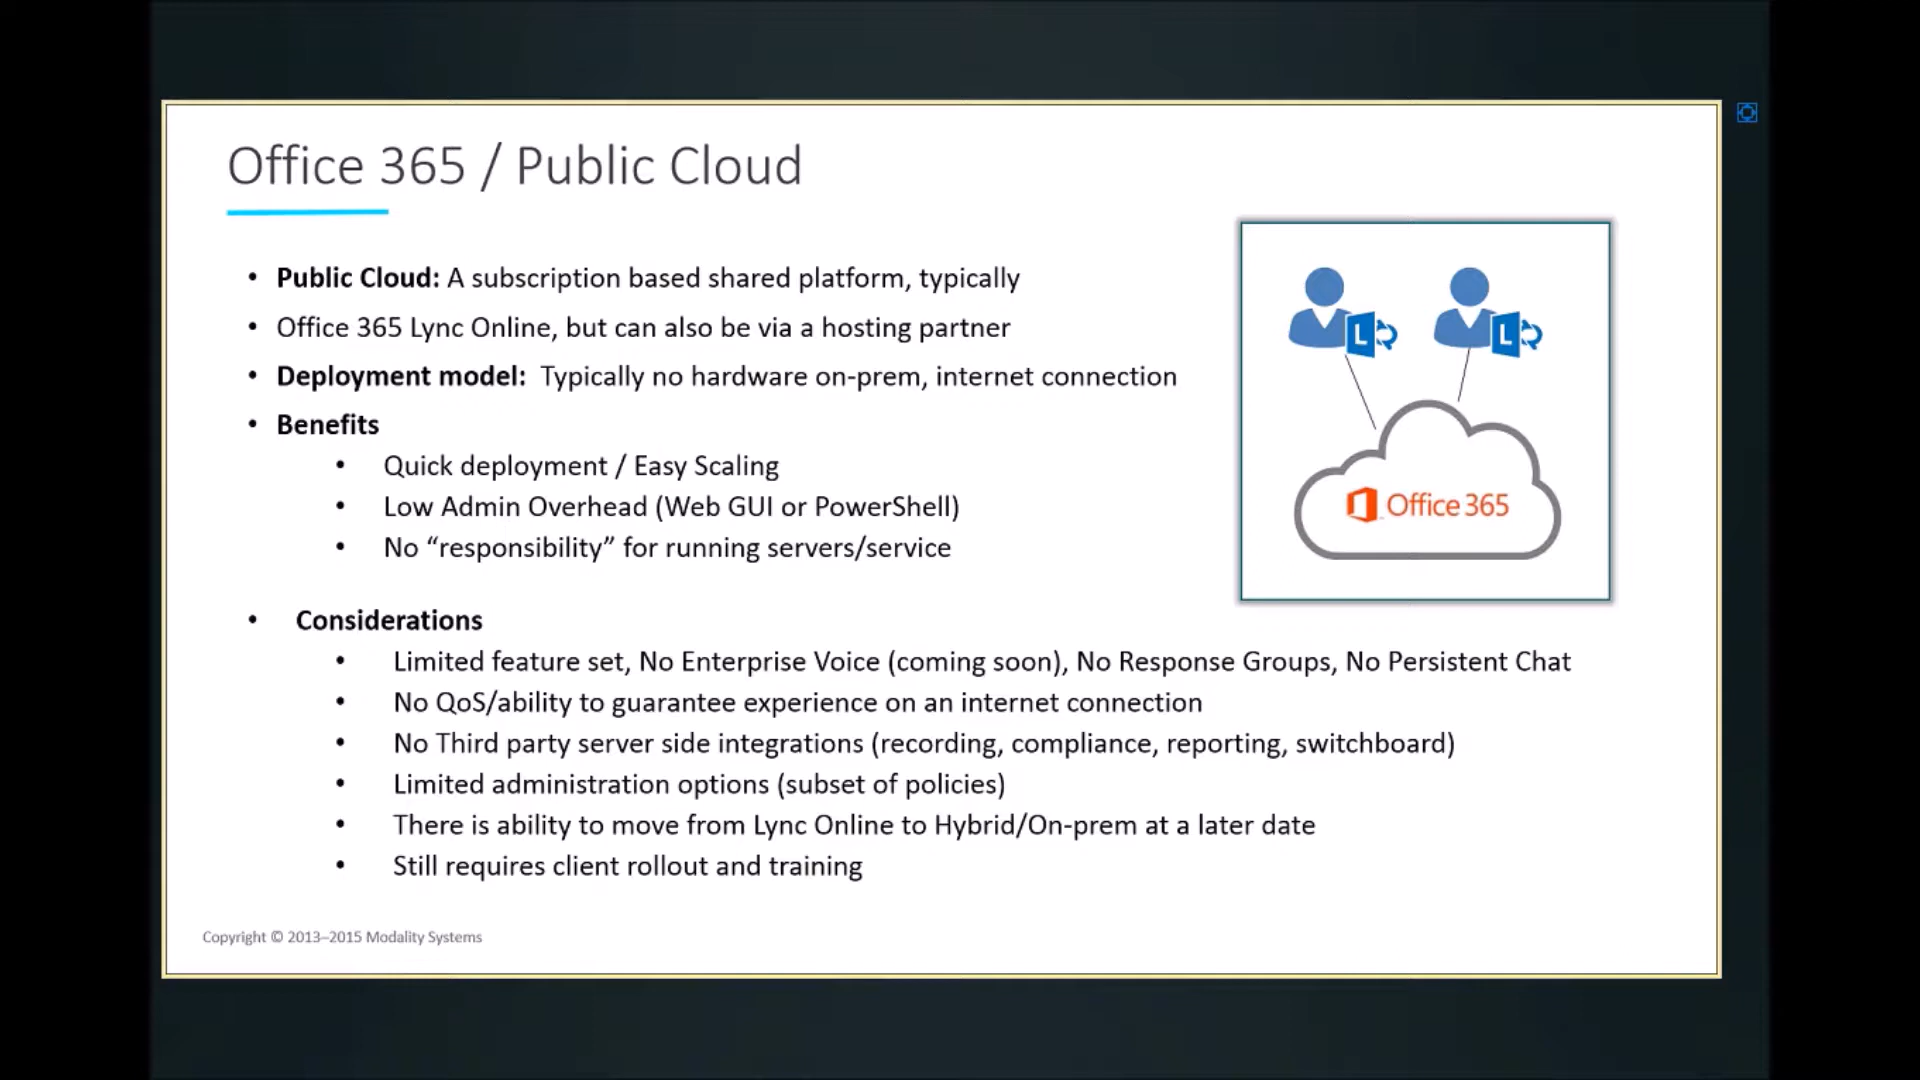 Office 365 / Public Cloud
• Public Cloud: A subscription based shared platform, typically
• Office 365 Lync Online, but can also be via a hosting partner
• Deployment model: Typically no hardware on-prem, internet connection
• Benefits
• Quick deployment / Easy Scaling
• Low Admin Overhead (Web GUI or PowerShell)
• No “responsibility” for running servers/service
L
L
Office 365
• Considerations
• Limited feature set, No Enterprise Voice (coming soon), No Response Groups, No Persistent Chat
• No QoS/ability to guarantee experience on an internet connection
• No Third party server side integrations (recording, compliance, reporting, switchboard)
• Limited administration options (subset of policies)
• There is ability to move from Lync Online to Hybrid/On-prem at a later date
• Still requires client rollout and training
Copyright © 2013–2015 Modality Systems